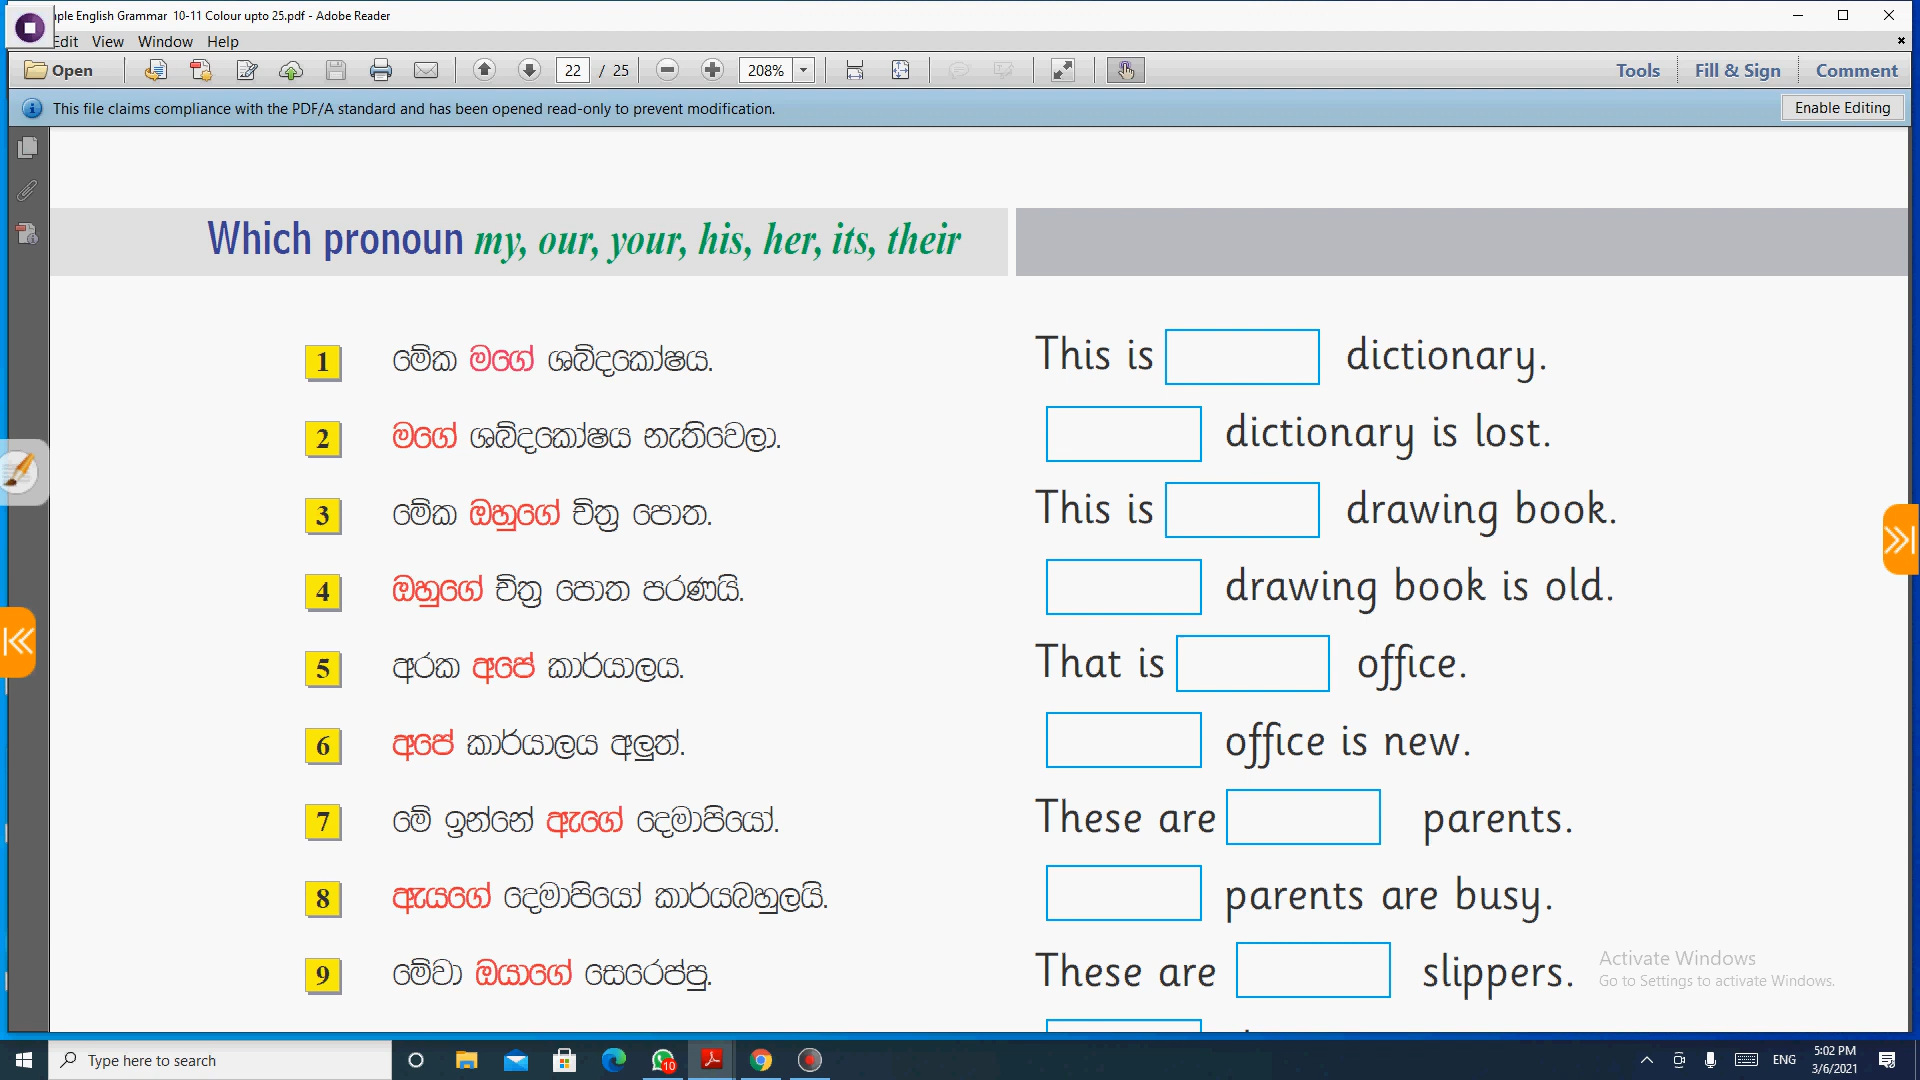 ple English Grammar 10-11 Colour upto 25.pdf - Adobe Reader
Edit View Window Help
Open 22 / 25 208% Tools Fill & Sign Comment
This file claims compliance with the PDF/A standard and has been opened read-only to prevent modification. Enable Editing
Which pronoun my, our, your, his, her, its, their
1 මේක මගේ ශබ්දකෝෂය. This is dictionary.
2 මගේ ශබ්දකෝෂය නැතිවෙලා. dictionary is lost.
3 මේක ඔහුගේ චිත්‍ර පොත. This is drawing book.
4 ඔහුගේ චිත්‍ර පොත පරණයි. drawing book is old.
5 අරක අපේ කාර්යාලය. That is office.
6 අපේ කාර්යාලය අලුත්. office is new.
7 මේ ඉන්නේ ඇගේ දෙමාපියෝ. These are parents.
8 ඇයගේ දෙමාපියෝ කාර්යබහුලයි. parents are busy.
9 මේවා ඔයාගේ සෙරෙප්පු. These are slippers.
Activate Windows
Go to Settings to activate Windows.
Type here to search 10 ENG 5:02 PM
3/6/2021